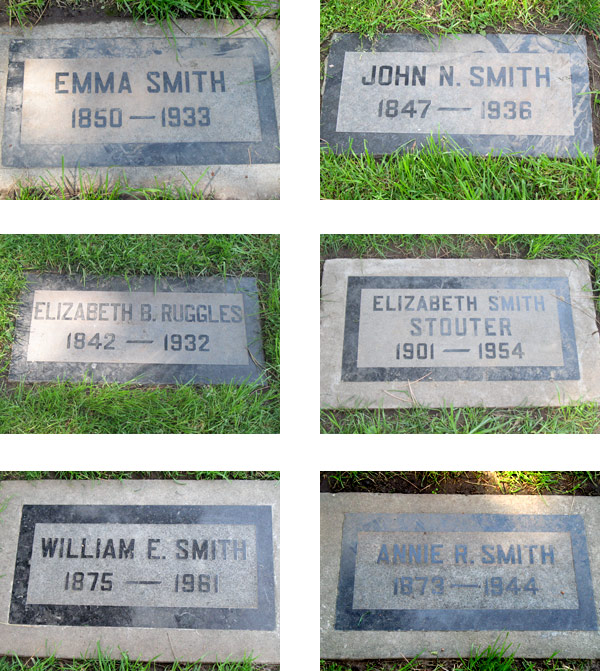 EMMA SMITH
1850 — 1933
JOHN N. SMITH
1847 — 1936
ELIZABETH B. RUGGLES
1842 — 1932
ELIZABETH SMITH
STOUTER
1901 — 1954
WILLIAM E. SMITH
1875 — 1961
ANNIE R. SMITH
1873 — 1944